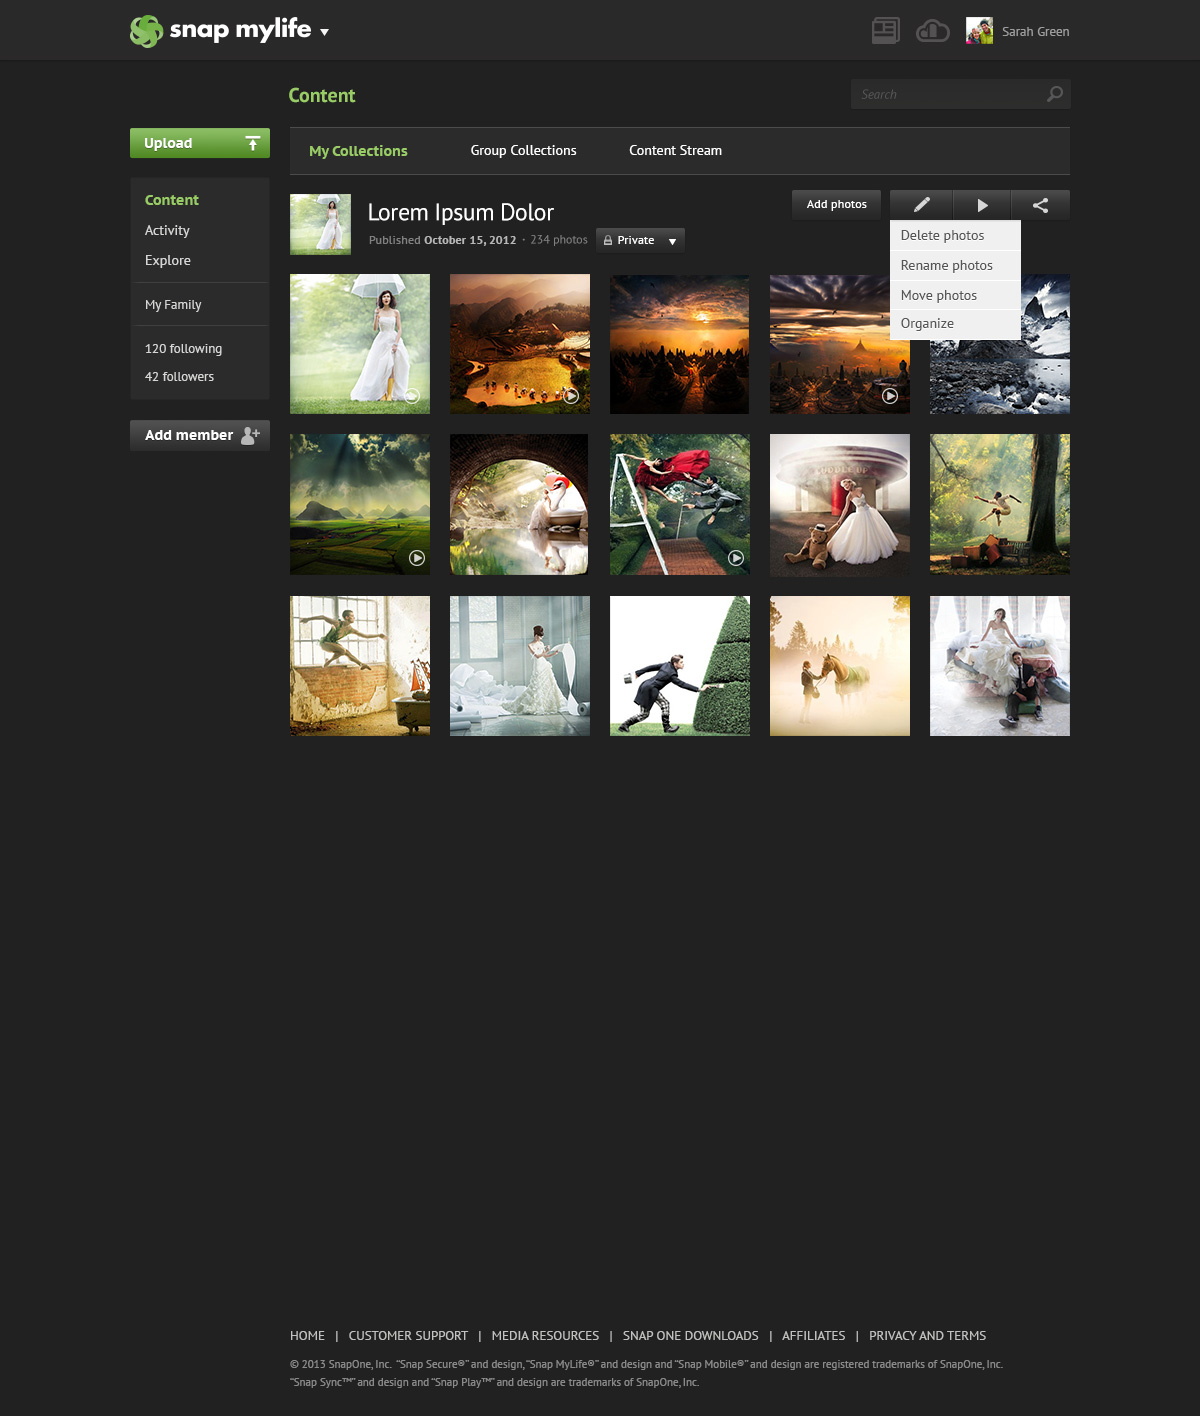 snap mylife
Sarah Green
Content
Search
Upload
My Collections
Group Collections
Content Stream
Content
Activity
Explore
My Family
120 following
42 followers
Add member
Lorem Ipsum Dolor
Published October 15, 2012 · 234 photos
Private
Add photos
Delete photos
Rename photos
Move photos
Organize
HOME | CUSTOMER SUPPORT | MEDIA RESOURCES | SNAP ONE DOWNLOADS | AFFILIATES | PRIVACY AND TERMS
© 2013 SnapOne, Inc. “Snap Secure®” and design, “Snap MyLife®” and design and “Snap Mobile®” and design are registered trademarks of SnapOne, Inc.
“Snap Sync™” and design and “Snap Play™” and design are trademarks of SnapOne, Inc.